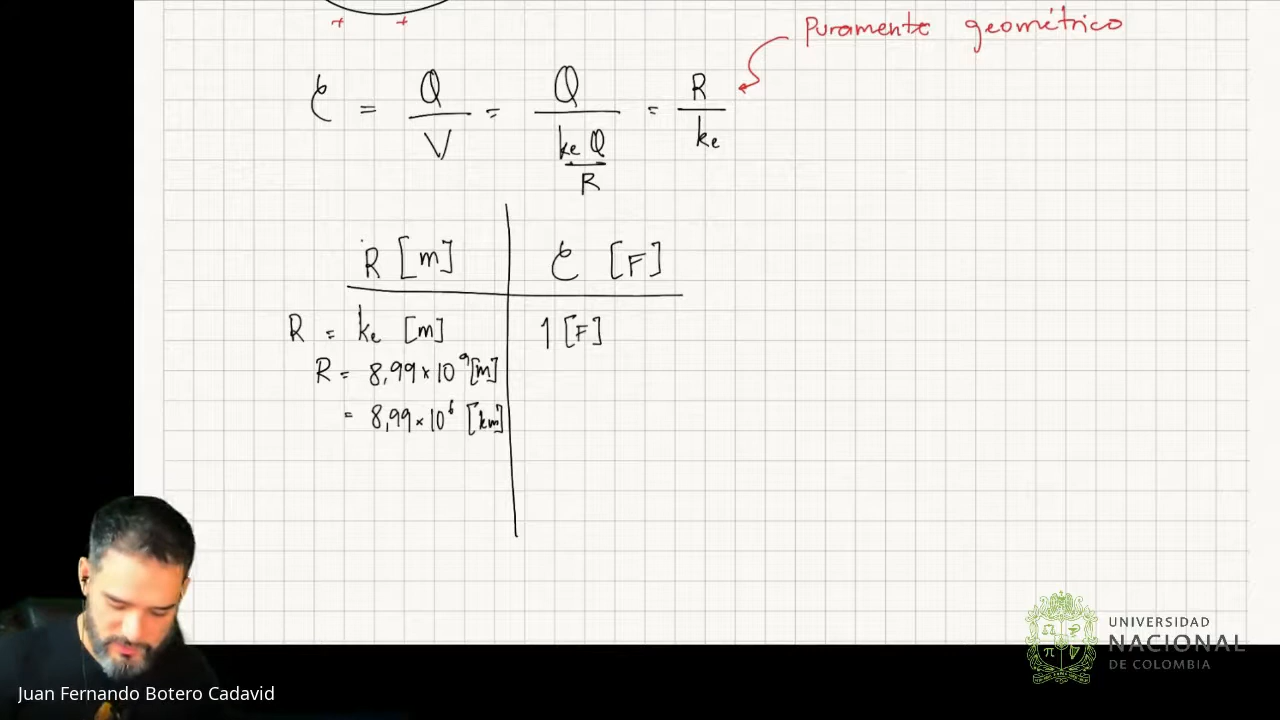 + +
Puramente geométrico
C = Q/V = Q/(ke Q/R) = R/ke
R [m] C [F]
R = ke [m] 1 [F]
R = 8,99×10⁹ [m]
= 8,99×10⁶ [km]
UNIVERSIDAD
NACIONAL
DE COLOMBIA
Juan Fernando Botero Cadavid